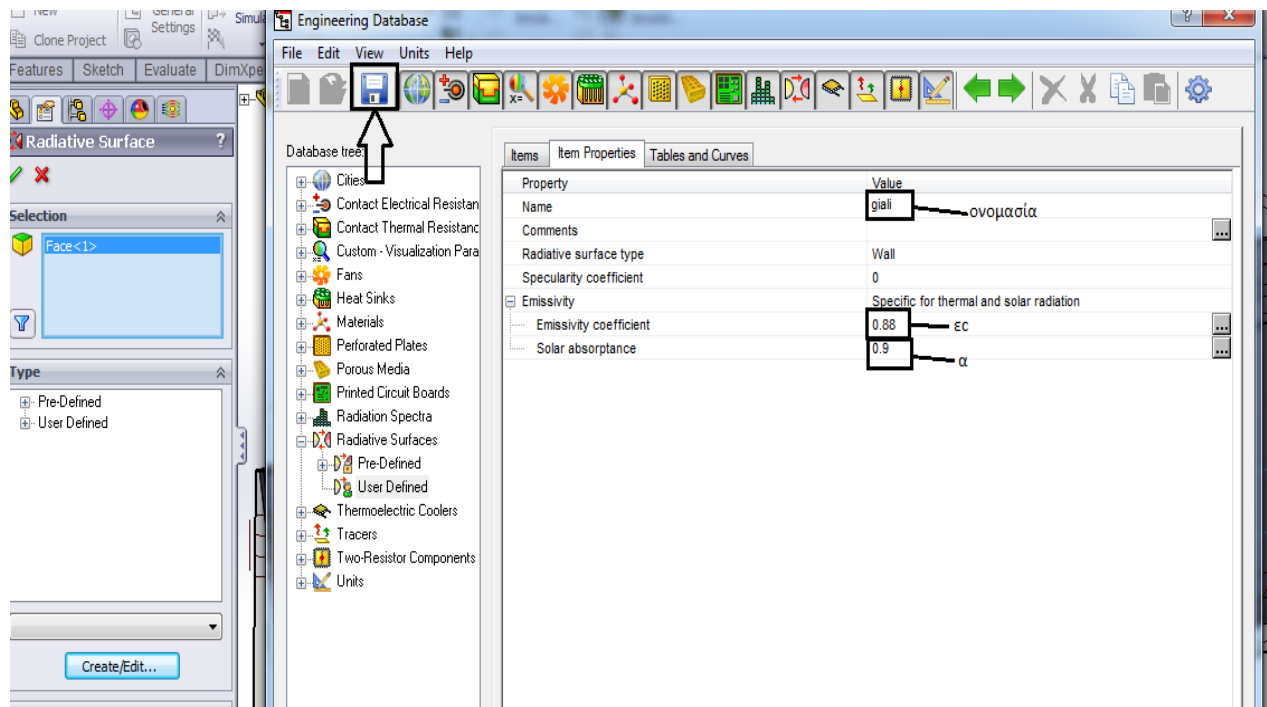 New
General
Settings
Simula
Clone Project
Features Sketch Evaluate DimXpe
Radiative Surface ?
Selection
Face<1>
Type
Pre-Defined
User Defined
Create/Edit...
Engineering Database
File Edit View Units Help
Database tree:
Cities
Contact Electrical Resistan
Contact Thermal Resistanc
Custom - Visualization Para
Fans
Heat Sinks
Materials
Perforated Plates
Porous Media
Printed Circuit Boards
Radiation Spectra
Radiative Surfaces
Pre-Defined
User Defined
Thermoelectric Coolers
Tracers
Two-Resistor Components
Units
Items Item Properties Tables and Curves
Property Value
Name giali ονομασία
Comments ...
Radiative surface type Wall
Specularity coefficient 0
Emissivity Specific for thermal and solar radiation
Emissivity coefficient 0.88 εc ...
Solar absorptance 0.9 α ...